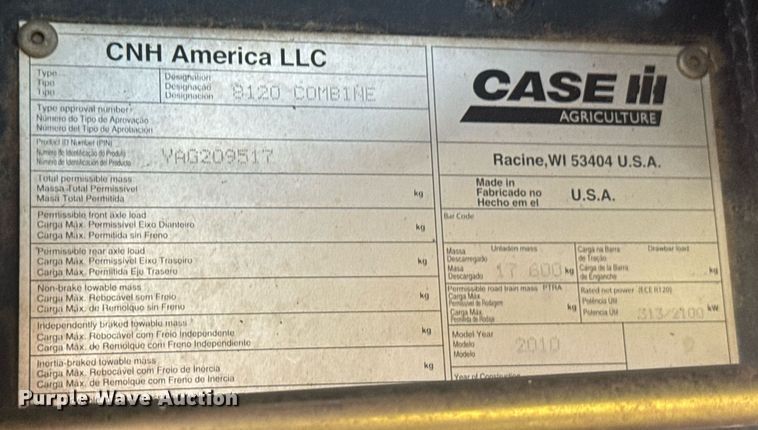 CNH America LLC
Type
Tipo
Tipo
Designation
Designação
Designación
8120 COMBINE
Type approval number
Número do Tipo de Aprovação
Número del Tipo de Aprobación
Product ID Number (PIN)
Número de Identificação do Produto
Número de Identificación del Producto
YAG209517
Total permissible mass
Massa Total Permissível
Masa Total Permitida
kg
Permissible front axle load
Carga Máx. Permissível Eixo Dianteiro
Carga Máx. Permitida sin Freno
kg
Permissible rear axle load
Carga Máx. Permissível Eixo Traseiro
Carga Máx. Permitida Eje Trasero
kg
Non-brake towable mass
Carga Máx. Rebocável som Freio
Carga Máx. de Remolque sin Freno
kg
Independently braked towable mass
Carga Máx. Rebocável com Freio Independente
Carga Máx. de Remolque com Freno Independiente
kg
Inertia-braked towable mass
Carga Máx. Rebocável com Freio de Inércia
Carga Máx. de Remolque com Freno de Inercia
kg
CASE IH
AGRICULTURE
Racine, WI 53404 U.S.A.
Made in
Fabricado no
Hecho em el
U.S.A.
Bar Code
Massa Unladen mass
Descarregado
Masa
Descargado
17 600 kg
Carga na Barra Drawbar load
de Tração
Carga de la Barra
de Enganche
kg
Permissible road train mass PTRA
Carga Máx.
Permissível de Rodagem
Carga Máx.
Permitida de Rodaje
kg
Rated not power (ECE R120)
Potência Útil
Potencia Útil
313/2100 kW
Model Year
Modelo
Modelo
2010
9
Year of Construction
Purple Wave Auction